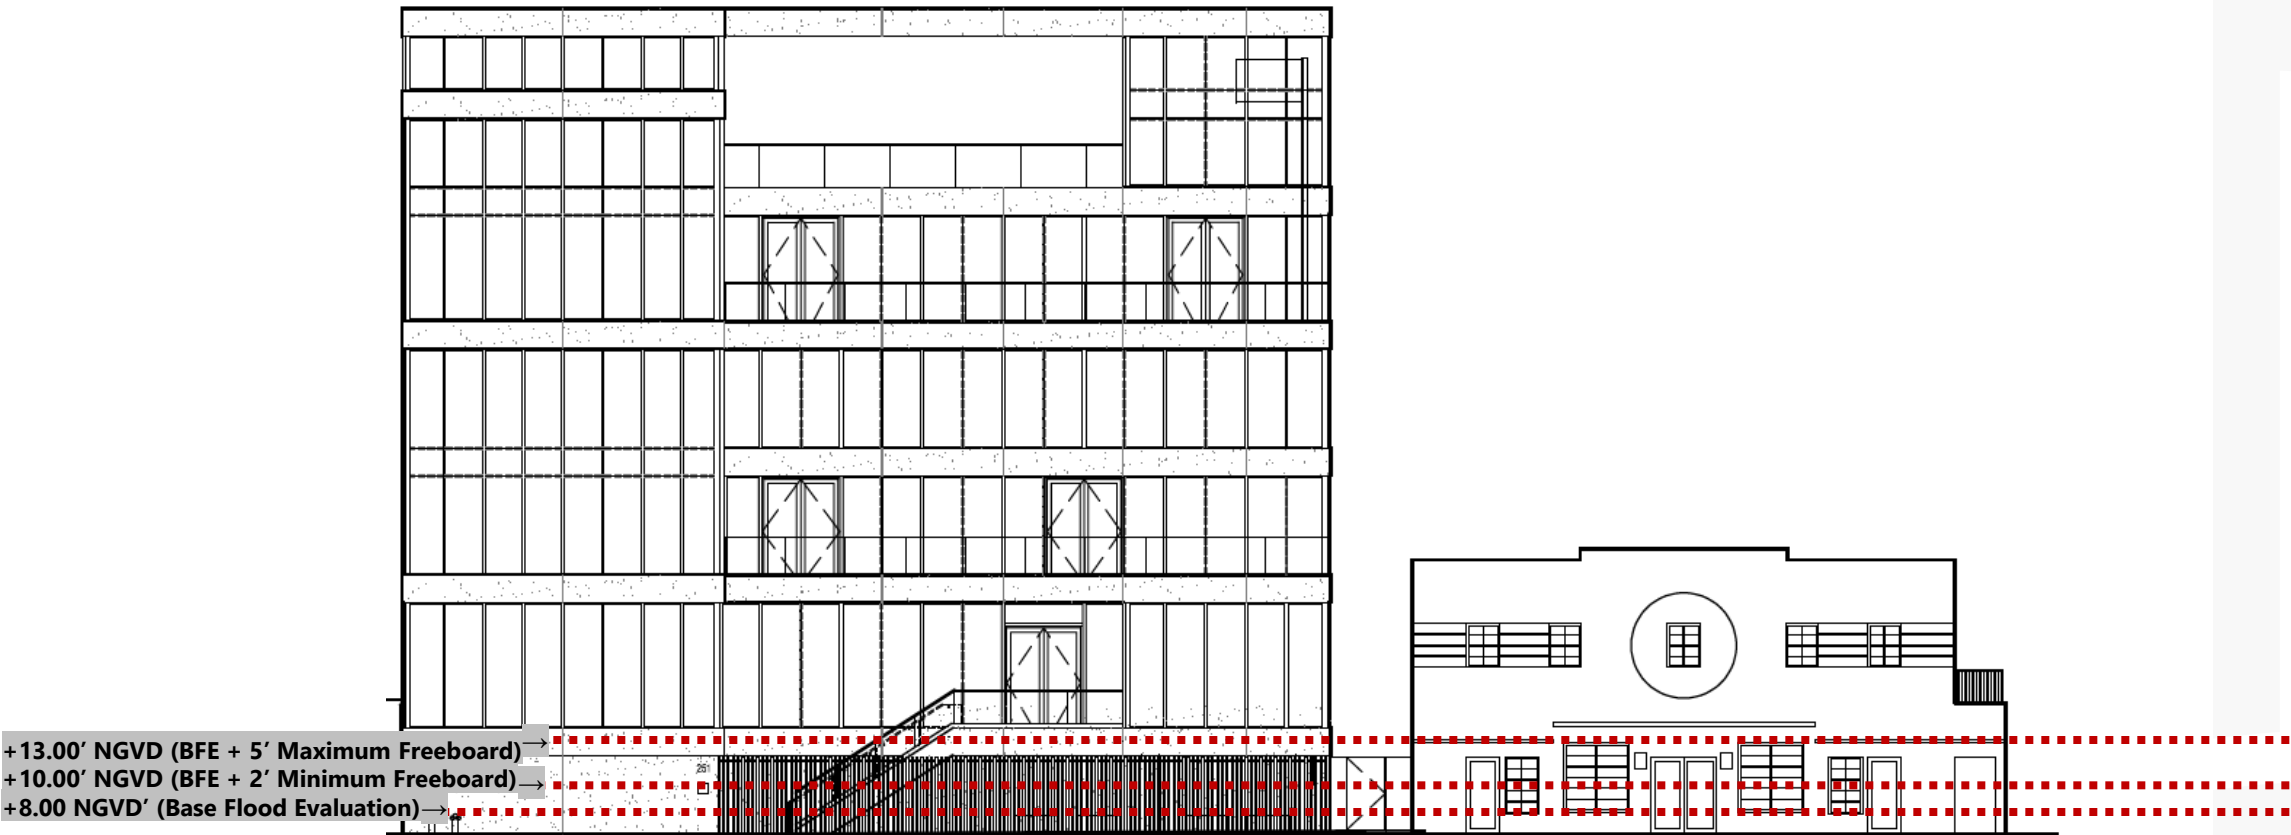 251
+13.00’ NGVD (BFE + 5’ Maximum Freeboard)→
+10.00’ NGVD (BFE + 2’ Minimum Freeboard)→
+8.00 NGVD’ (Base Flood Evaluation)→